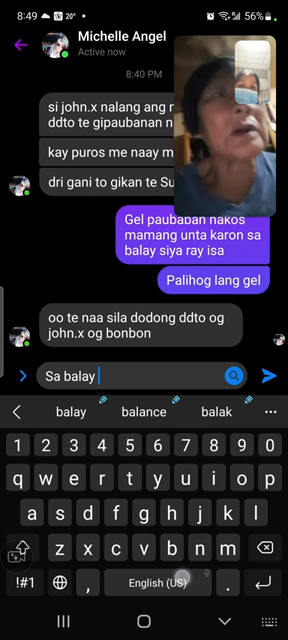 8:49 20° 56%
Michelle Angel
Active now
8:40 PM
si john.x nalang ang
ddto te gipaubanan
kay puros me naay
dri gani to gikan te
Gel paubaban nakos
mamang unta karon sa
balay siya ray isa
Palihog lang gel
oo te naa sila dodong ddto og
john.x og bonbon
Sa balay
balay balance balak
1 2 3 4 5 6 7 8 9 0
q w e r t y u i o p
a s d f g h j k l
z x c v b n m
!#1 , English (US) .